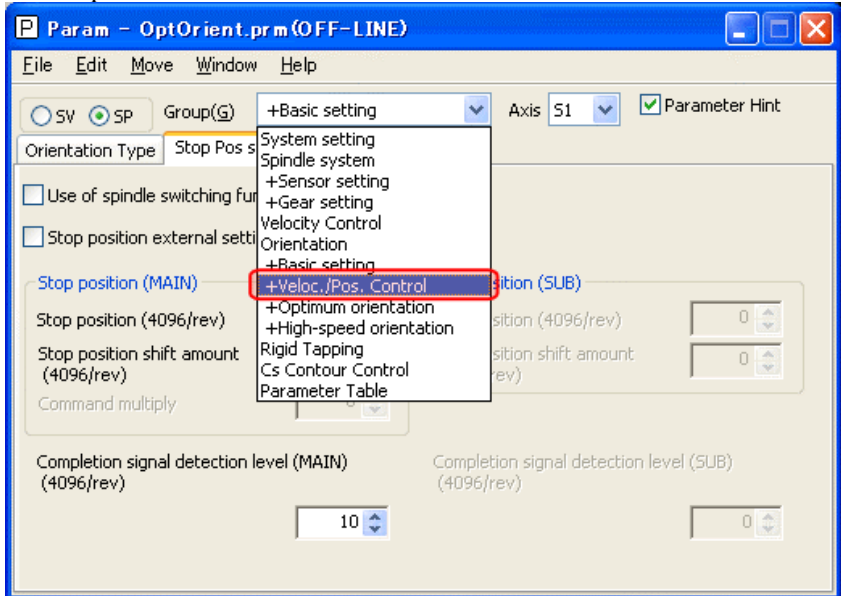 P Param - OptOrient.prm(OFF-LINE)
File Edit Move Window Help
SV SP Group(G) +Basic setting Axis S1 Parameter Hint
Orientation Type Stop Pos s
System setting
Spindle system
+Sensor setting
+Gear setting
Velocity Control
Orientation
+Basic setting
+Veloc./Pos. Control
+Optimum orientation
+High-speed orientation
Rigid Tapping
Cs Contour Control
Parameter Table
Use of spindle switching fu
Stop position external setti
Stop position (MAIN)
Stop position (4096/rev)
Stop position shift amount
(4096/rev)
Command multiply
sition (SUB)
sition (4096/rev) 0
sition shift amount 0
rev)
Completion signal detection level (MAIN)
(4096/rev)
10
Completion signal detection level (SUB)
(4096/rev)
0